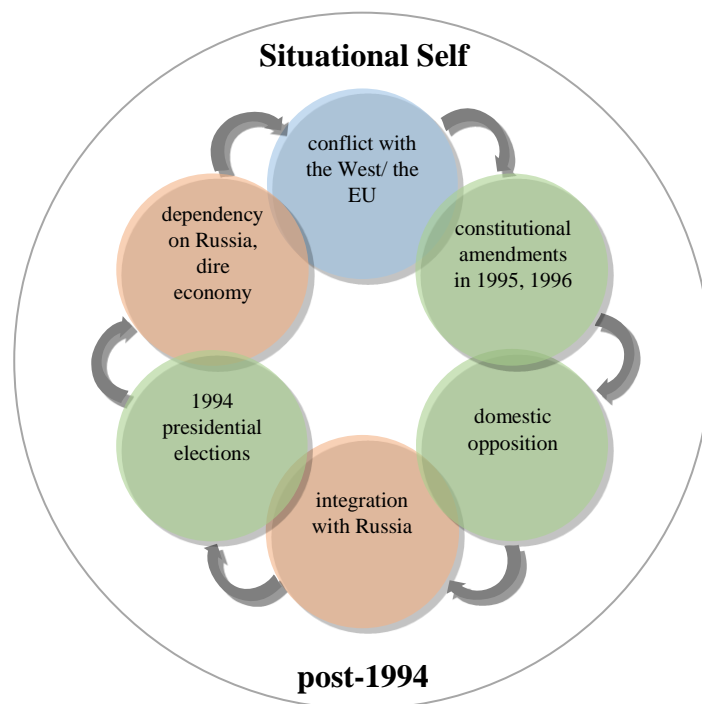 Situational Self
conflict with
the West/ the
EU
constitutional
amendments
in 1995, 1996
domestic
opposition
integration
with Russia
1994
presidential
elections
dependency
on Russia,
dire
economy
post-1994